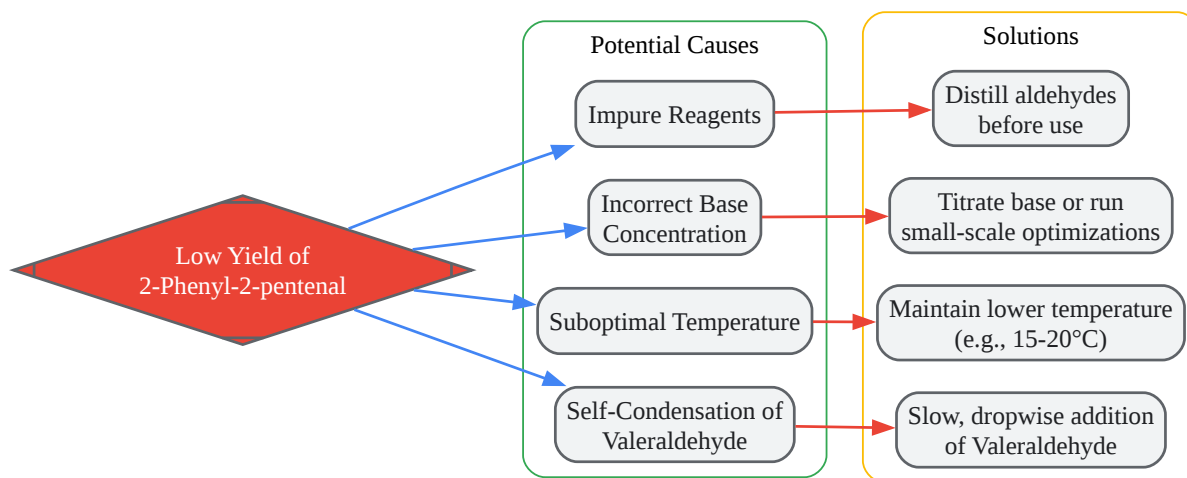 Potential Causes
Solutions
Impure Reagents
Distill aldehydes
before use
Incorrect Base
Concentration
Titrate base or run
small-scale optimizations
Low Yield of
2-Phenyl-2-pentenal
Suboptimal Temperature
Maintain lower temperature
(e.g., 15-20°C)
Self-Condensation of
Valeraldehyde
Slow, dropwise addition
of Valeraldehyde